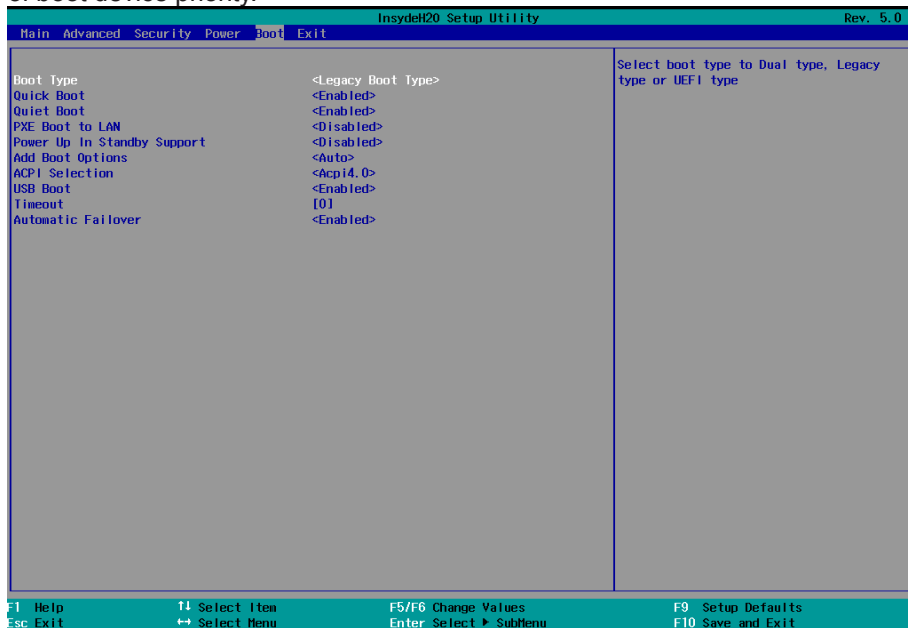 or boot device priority.
InsydeH20 Setup Utility Rev. 5.0
Main Advanced Security Power Boot Exit
Boot Type <Legacy Boot Type>
Quick Boot <Enabled>
Quiet Boot <Enabled>
PXE Boot to LAN <Disabled>
Power Up In Standby Support <Disabled>
Add Boot Options <Auto>
ACPI Selection <Acpi4.0>
USB Boot <Enabled>
Timeout [0]
Automatic Failover <Enabled>
Select boot type to Dual type, Legacy
type or UEFI type
F1 Help ↑↓ Select Item F5/F6 Change Values F9 Setup Defaults
Esc Exit ↔ Select Menu Enter Select ▶ SubMenu F10 Save and Exit